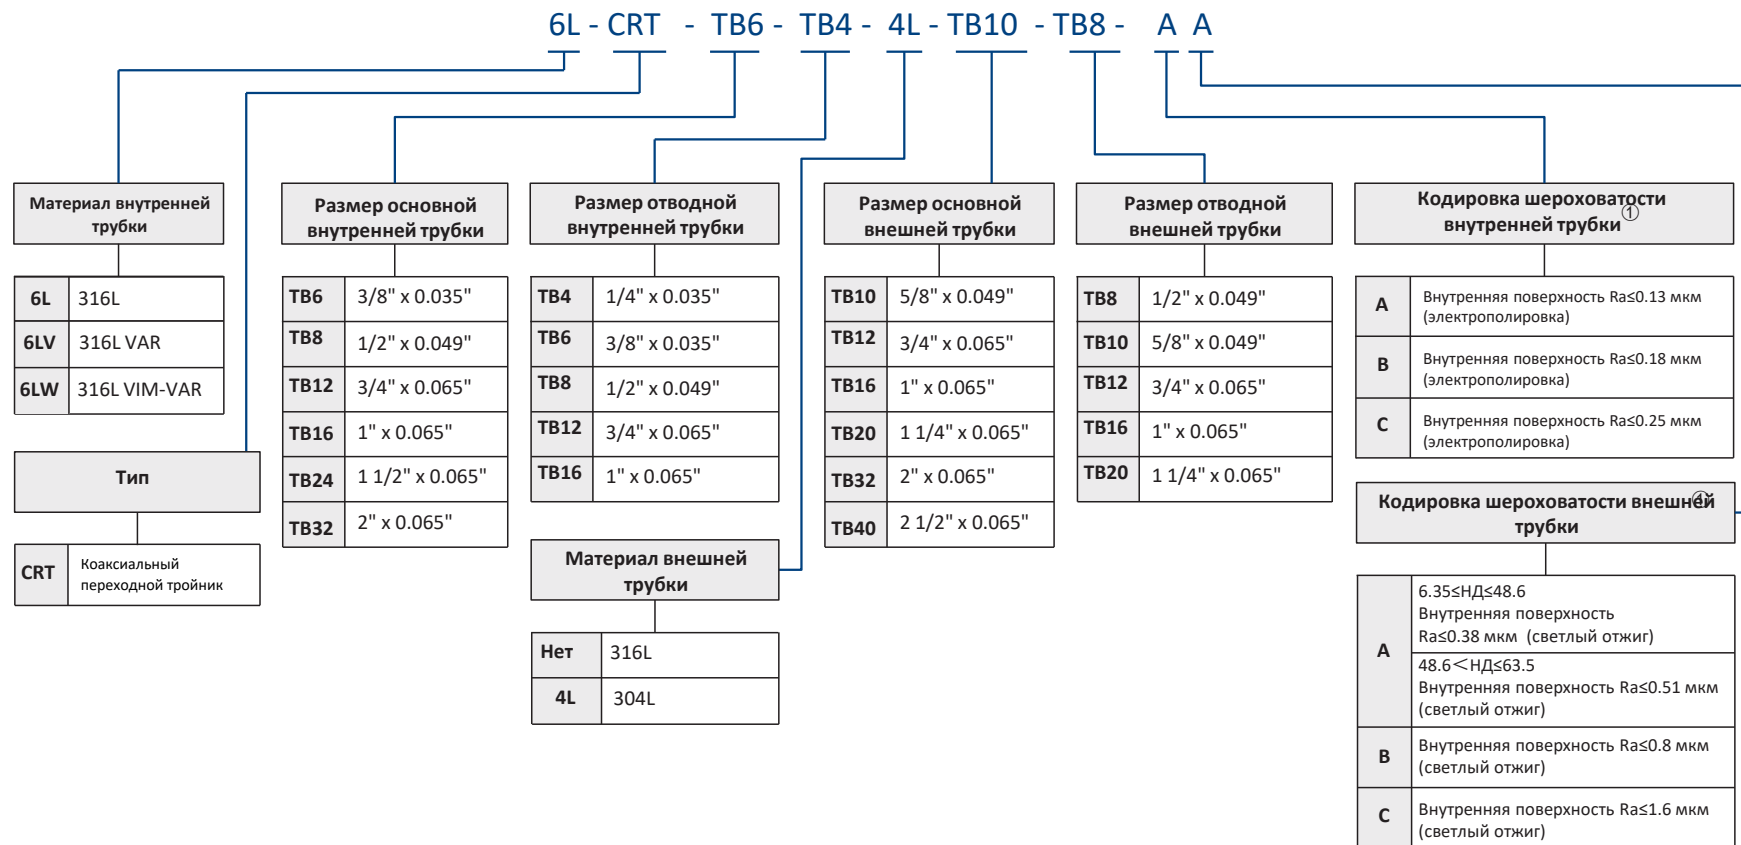 6L - CRT - TB6 - TB4 - 4L - TB10 - TB8 - A A
Материал внутренней
трубки
6L 316L
6LV 316L VAR
6LW 316L VIM-VAR
Тип
CRT Коаксиальный
переходной тройник
Размер основной
внутренней трубки
TB6 3/8" x 0.035"
TB8 1/2" x 0.049"
TB12 3/4" x 0.065"
TB16 1" x 0.065"
TB24 1 1/2" x 0.065"
TB32 2" x 0.065"
Размер отводной
внутренней трубки
TB4 1/4" x 0.035"
TB6 3/8" x 0.035"
TB8 1/2" x 0.049"
TB12 3/4" x 0.065"
TB16 1" x 0.065"
Материал внешней
трубки
Нет 316L
4L 304L
Размер основной
внешней трубки
TB10 5/8" x 0.049"
TB12 3/4" x 0.065"
TB16 1" x 0.065"
TB20 1 1/4" x 0.065"
TB32 2" x 0.065"
TB40 2 1/2" x 0.065"
Размер отводной
внешней трубки
TB8 1/2" x 0.049"
TB10 5/8" x 0.049"
TB12 3/4" x 0.065"
TB16 1" x 0.065"
TB20 1 1/4" x 0.065"
Кодировка шероховатости
внутренней трубки①
A Внутренняя поверхность Ra≤0.13 мкм
(электрополировка)
B Внутренняя поверхность Ra≤0.18 мкм
(электрополировка)
C Внутренняя поверхность Ra≤0.25 мкм
(электрополировка)
Кодировка шероховатости внешней①
трубки
A 6.35≤НД≤48.6
Внутренняя поверхность
Ra≤0.38 мкм (светлый отжиг)
48.6＜НД≤63.5
Внутренняя поверхность Ra≤0.51 мкм
(светлый отжиг)
B Внутренняя поверхность Ra≤0.8 мкм
(светлый отжиг)
C Внутренняя поверхность Ra≤1.6 мкм
(светлый отжиг)